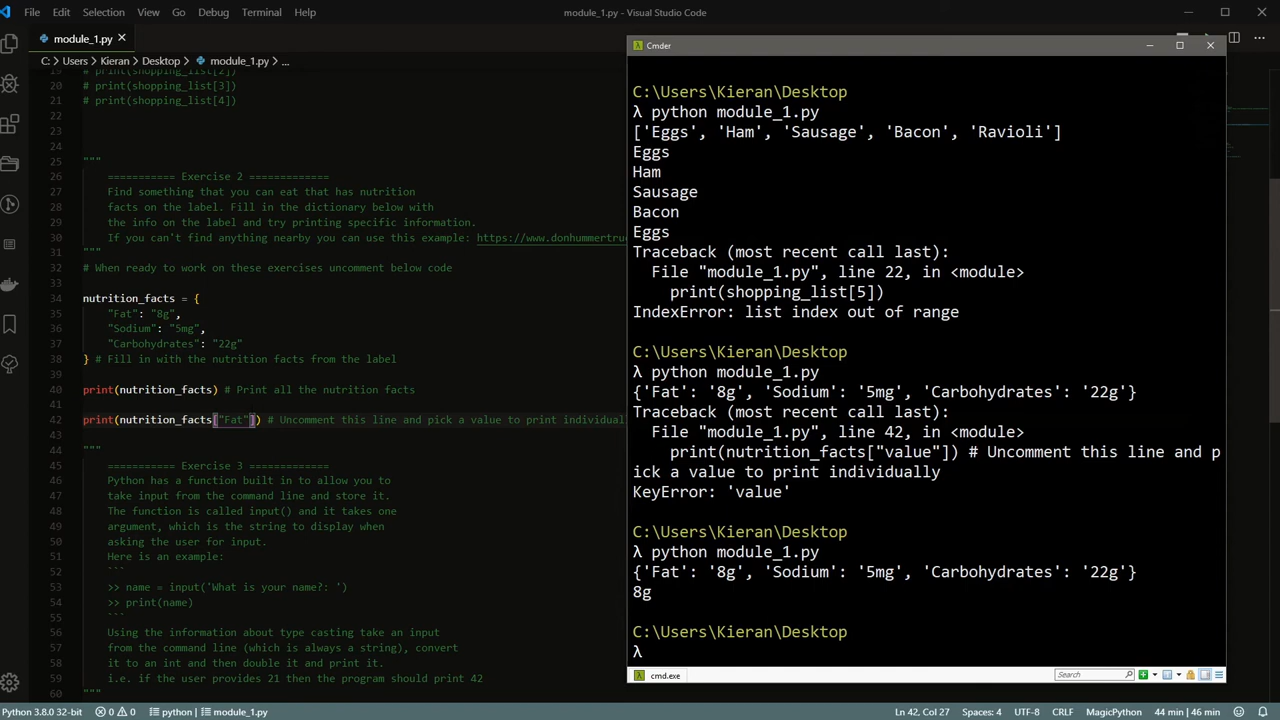 File Edit Selection View Go Debug Terminal Help
module_1.py - Visual Studio Code
module_1.py
C: > Users > Kieran > Desktop > module_1.py > ...
19 # print(shopping_list[2])
20 # print(shopping_list[3])
21 # print(shopping_list[4])
22
23
24
25 """
26 =========== Exercise 2 =============
27 Find something that you can eat that has nutrition
28 facts on the label. Fill in the dictionary below with
29 the info on the label and try printing specific information.
30 If you can't find anything nearby you can use this example: https://www.donhummertru
31 """
32 # When ready to work on these exercises uncomment below code
33
34 nutrition_facts = {
35 "Fat": "8g",
36 "Sodium": "5mg",
37 "Carbohydrates": "22g"
38 } # Fill in with the nutrition facts from the label
39
40 print(nutrition_facts) # Print all the nutrition facts
41
42 print(nutrition_facts["Fat"]) # Uncomment this line and pick a value to print individual
43
44 """
45 =========== Exercise 3 =============
46 Python has a function built in to allow you to
47 take input from the command line and store it.
48 The function is called input() and it takes one
49 argument, which is the string to display when
50 asking the user for input.
51 Here is an example:
52 ```
53 >> name = input('What is your name?: ')
54 >> print(name)
55 ```
56 Using the information about type casting take an input
57 from the command line (which is always a string), convert
58 it to an int and then double it and print it.
59 i.e. if the user provides 21 then the program should print 42
60 """
Cmder
C:\Users\Kieran\Desktop
λ python module_1.py
['Eggs', 'Ham', 'Sausage', 'Bacon', 'Ravioli']
Eggs
Ham
Sausage
Bacon
Eggs
Traceback (most recent call last):
File "module_1.py", line 22, in <module>
print(shopping_list[5])
IndexError: list index out of range
C:\Users\Kieran\Desktop
λ python module_1.py
{'Fat': '8g', 'Sodium': '5mg', 'Carbohydrates': '22g'}
Traceback (most recent call last):
File "module_1.py", line 42, in <module>
print(nutrition_facts["value"]) # Uncomment this line and p
ick a value to print individually
KeyError: 'value'
C:\Users\Kieran\Desktop
λ python module_1.py
{'Fat': '8g', 'Sodium': '5mg', 'Carbohydrates': '22g'}
8g
C:\Users\Kieran\Desktop
λ
cmd.exe
Search
Python 3.8.0 32-bit 0 0 python | module_1.py
Ln 42, Col 27 Spaces: 4 UTF-8 CRLF MagicPython 44 min | 46 min